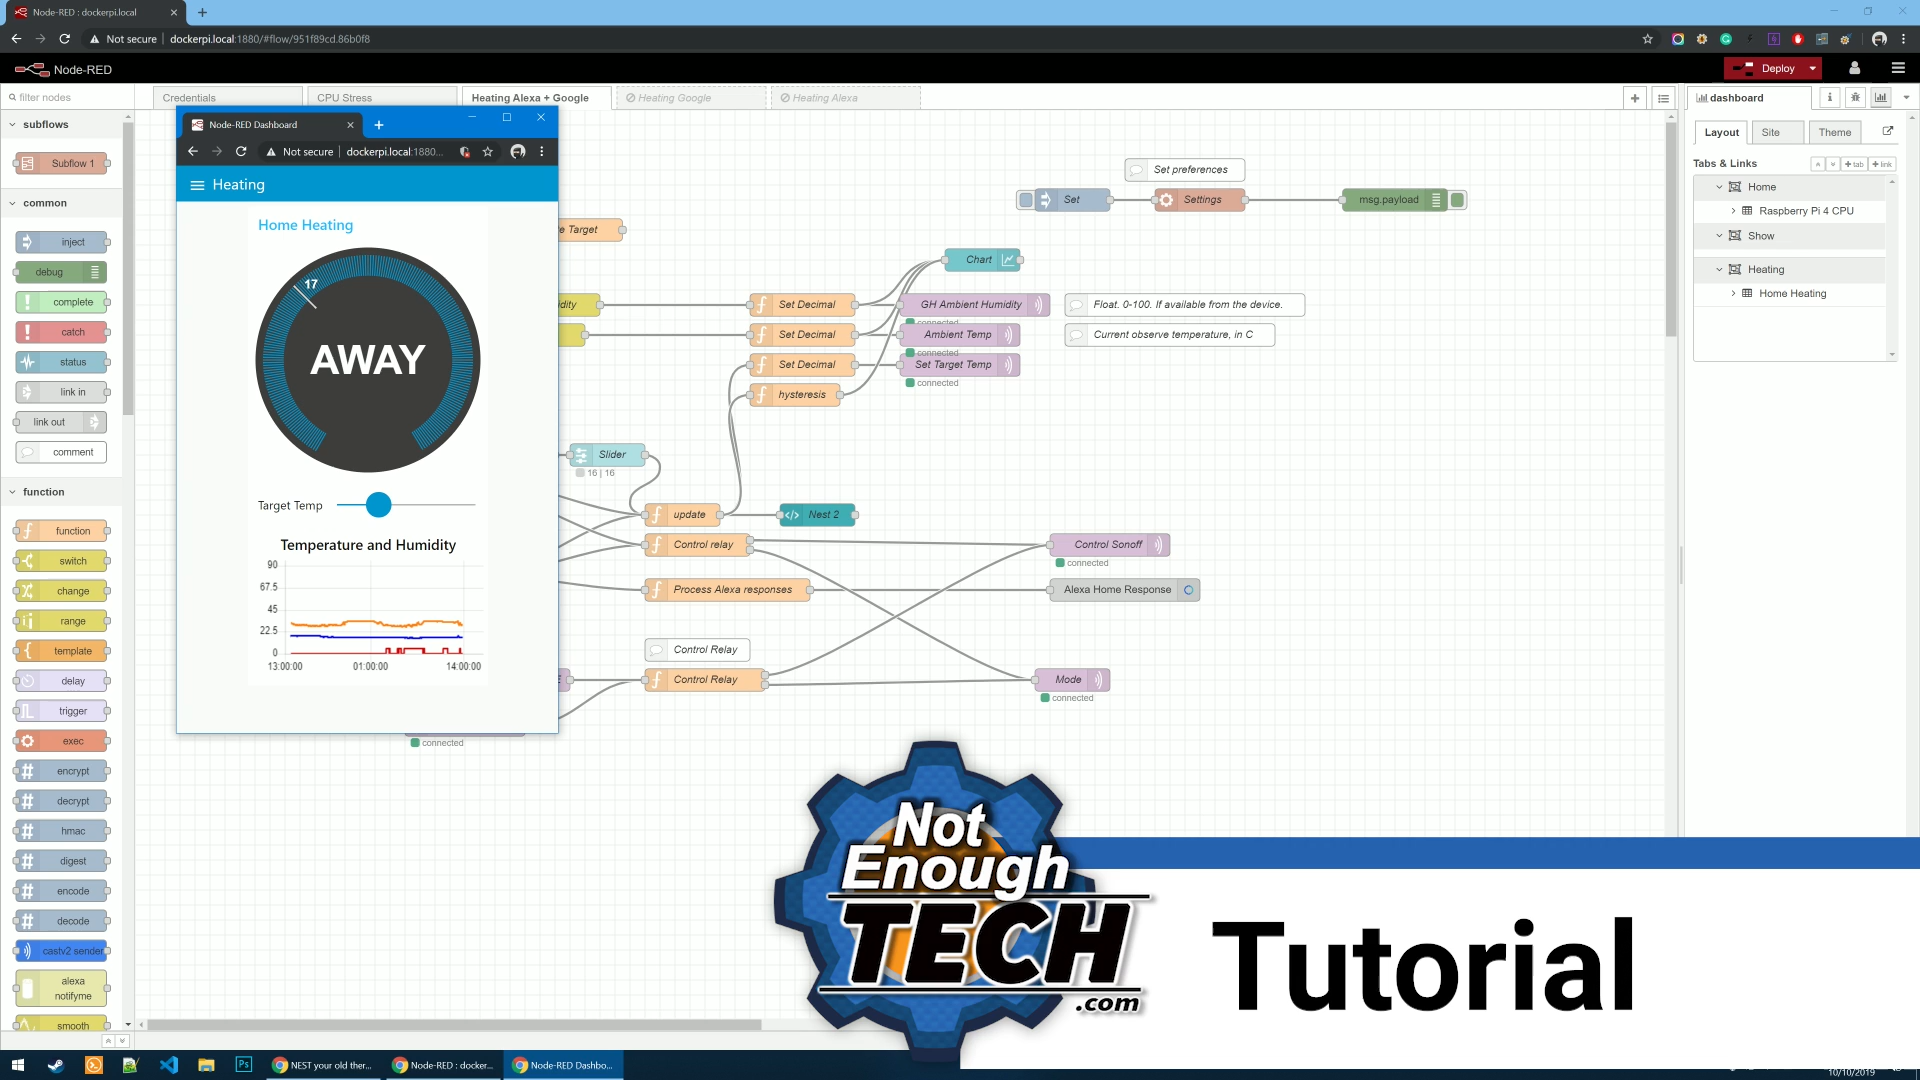 Node-RED : dockerpi.local
Not secure | dockerpi.local:1880/#flow/951f89cd.86b0f8
Node-RED
Deploy
filter nodes
Credentials
CPU Stress
Heating Alexa + Google
Heating Google
Heating Alexa
dashboard
Layout
Site
Theme
Tabs & Links
tab
link
Home
Raspberry Pi 4 CPU
Show
Heating
Home Heating
subflows
Subflow 1
common
inject
debug
complete
catch
status
link in
link out
comment
function
function
switch
change
range
template
delay
trigger
exec
encrypt
decrypt
hmac
digest
encode
decode
castv2 sender
alexa
notifyme
smooth
Node-RED Dashboard
Not secure | dockerpi.local:1880...
Heating
Home Heating
17
AWAY
Target Temp
Temperature and Humidity
90
67.5
45
22.5
0
13:00:00
01:00:00
14:00:00
Set preferences
Set
Settings
msg.payload
e Target
Chart
Set Decimal
GH Ambient Humidity
connected
Float. 0-100. If available from the device.
Set Decimal
Ambient Temp
connected
Current observe temperature, in C
Set Decimal
Set Target Temp
connected
hysteresis
Slider
16 | 16
update
Nest 2
Control relay
Control Sonoff
connected
Process Alexa responses
Alexa Home Response
Control Relay
Control Relay
Mode
connected
connected
Not
Enough
TECH
.com
Tutorial
NEST your old ther...
Node-RED : docker...
Node-RED Dashbo...
10/10/2019